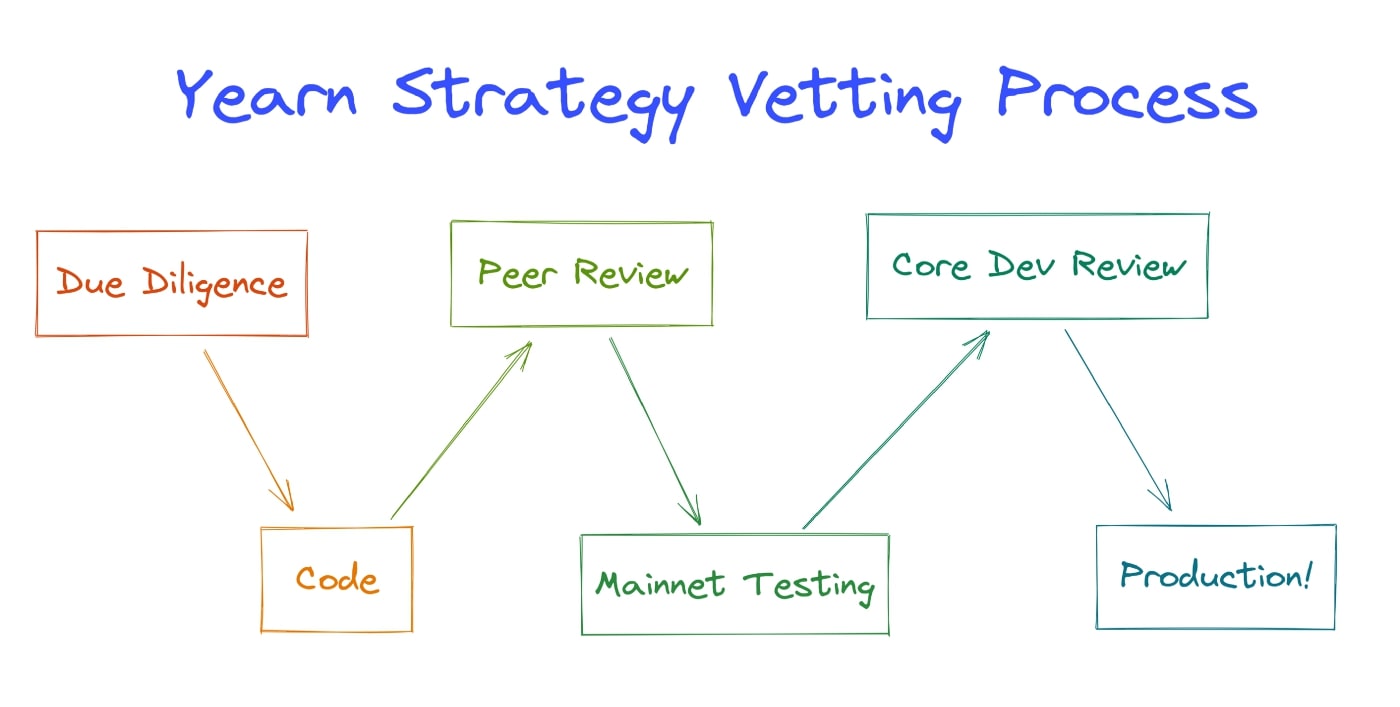 Yearn Strategy Vetting Process
Due Diligence
Code
Peer Review
Mainnet Testing
Core Dev Review
Production!